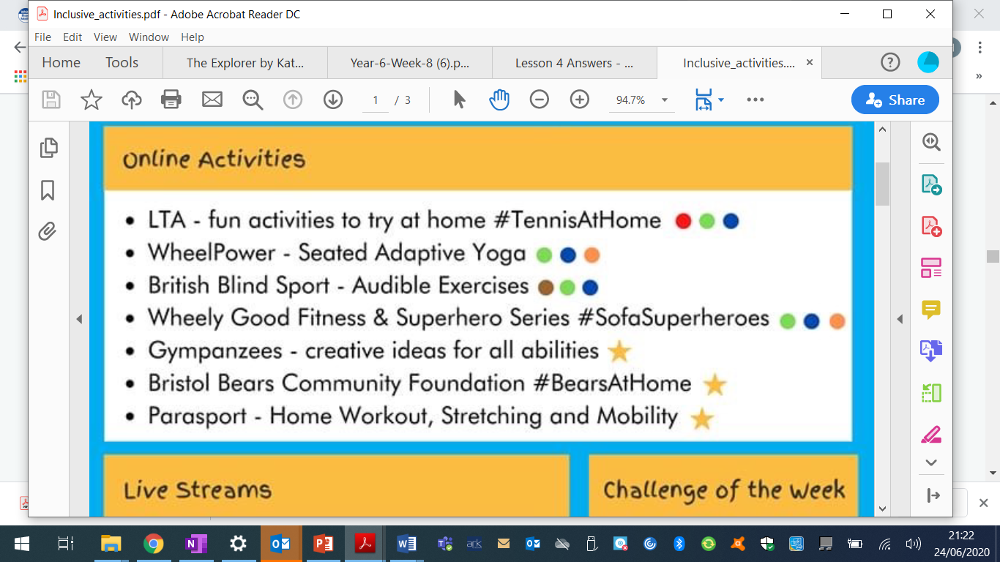 Inclusive_activities.pdf - Adobe Acrobat Reader DC
File Edit View Window Help
Home Tools The Explorer by Kat... Year-6-Week-8 (6).p... Lesson 4 Answers - ... Inclusive_activities....
1 / 3 94.7% Share
Online Activities
• LTA - fun activities to try at home #TennisAtHome
• WheelPower - Seated Adaptive Yoga
• British Blind Sport - Audible Exercises
• Wheely Good Fitness & Superhero Series #SofaSuperheroes
• Gympanzees - creative ideas for all abilities
• Bristol Bears Community Foundation #BearsAtHome
• Parasport - Home Workout, Stretching and Mobility
Live Streams Challenge of the Week
ark
21:22
24/06/2020